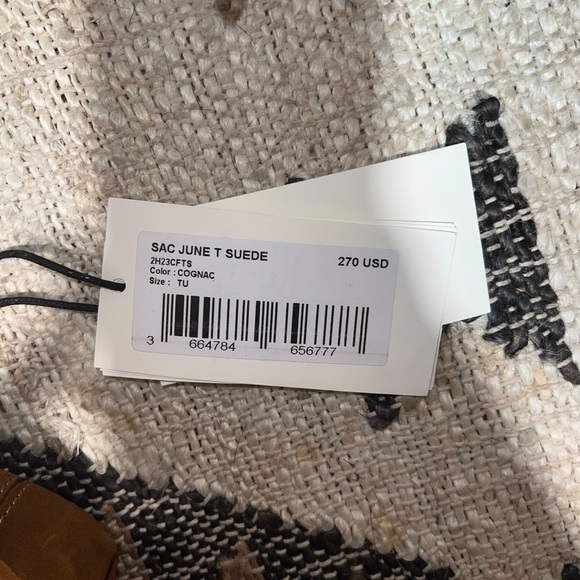 SAC JUNE T SUEDE 270 USD
2H23CFTS
Color : COGNAC
Size : TU
3 664784 656777